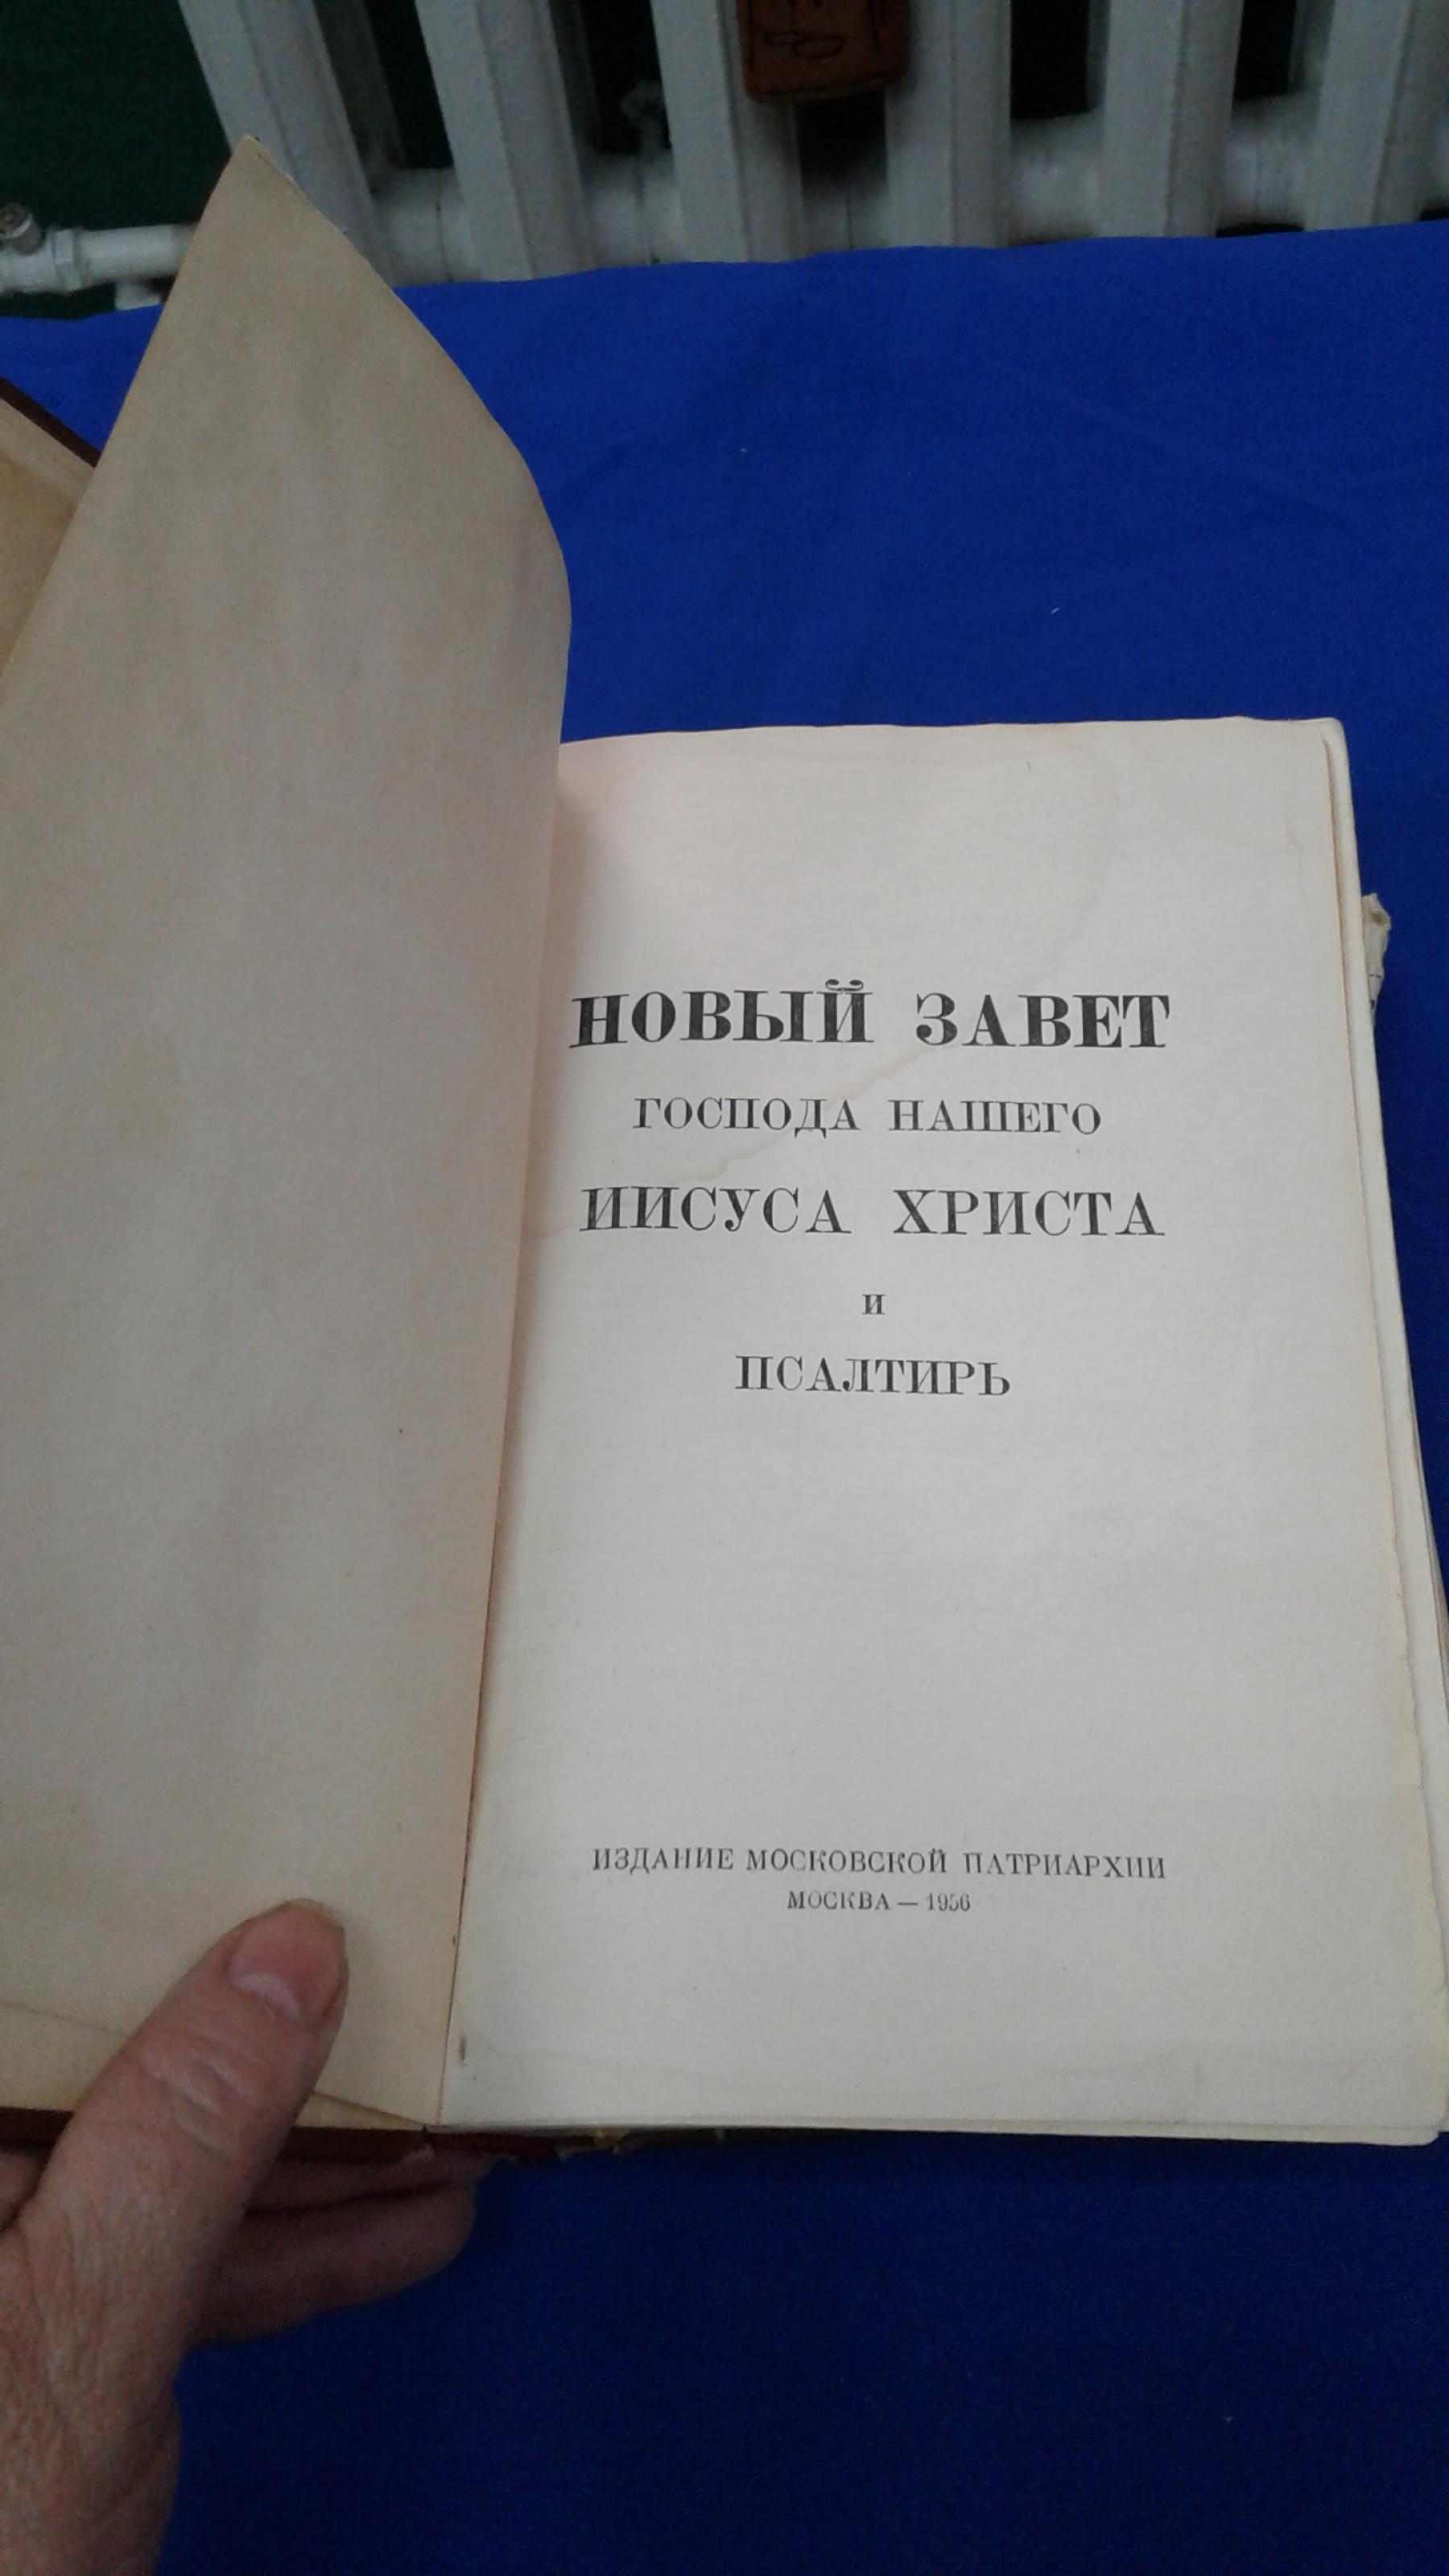 НОВЫЙ ЗАВЕТ
ГОСПОДА НАШЕГО
ИИСУСА ХРИСТА
И
ПСАЛТИРЬ
ИЗДАНИЕ МОСКОВСКОЙ ПАТРИАРХИИ
МОСКВА — 1956